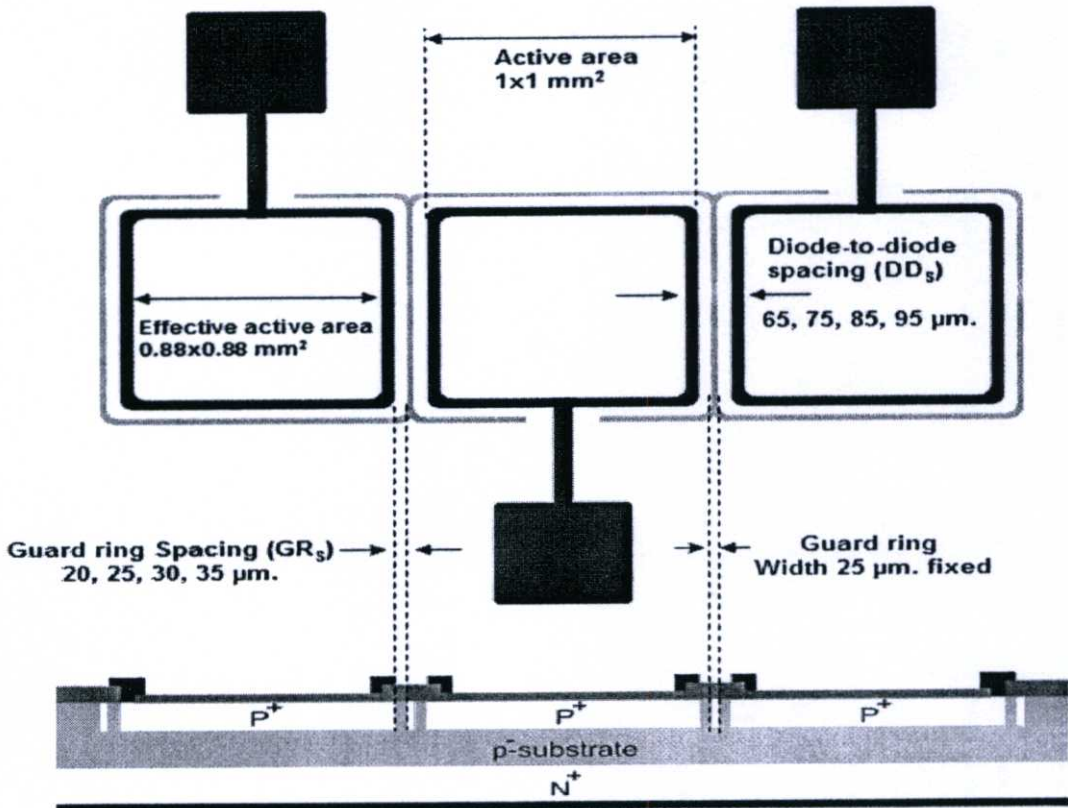 Active area
1x1 mm²
Diode-to-diode
spacing (DDs)
65, 75, 85, 95 µm.
Effective active area
0.88x0.88 mm²
Guard ring Spacing (GRs)
20, 25, 30, 35 µm.
Guard ring
Width 25 µm. fixed
P⁺ P⁺ P⁺
p-substrate
N⁺